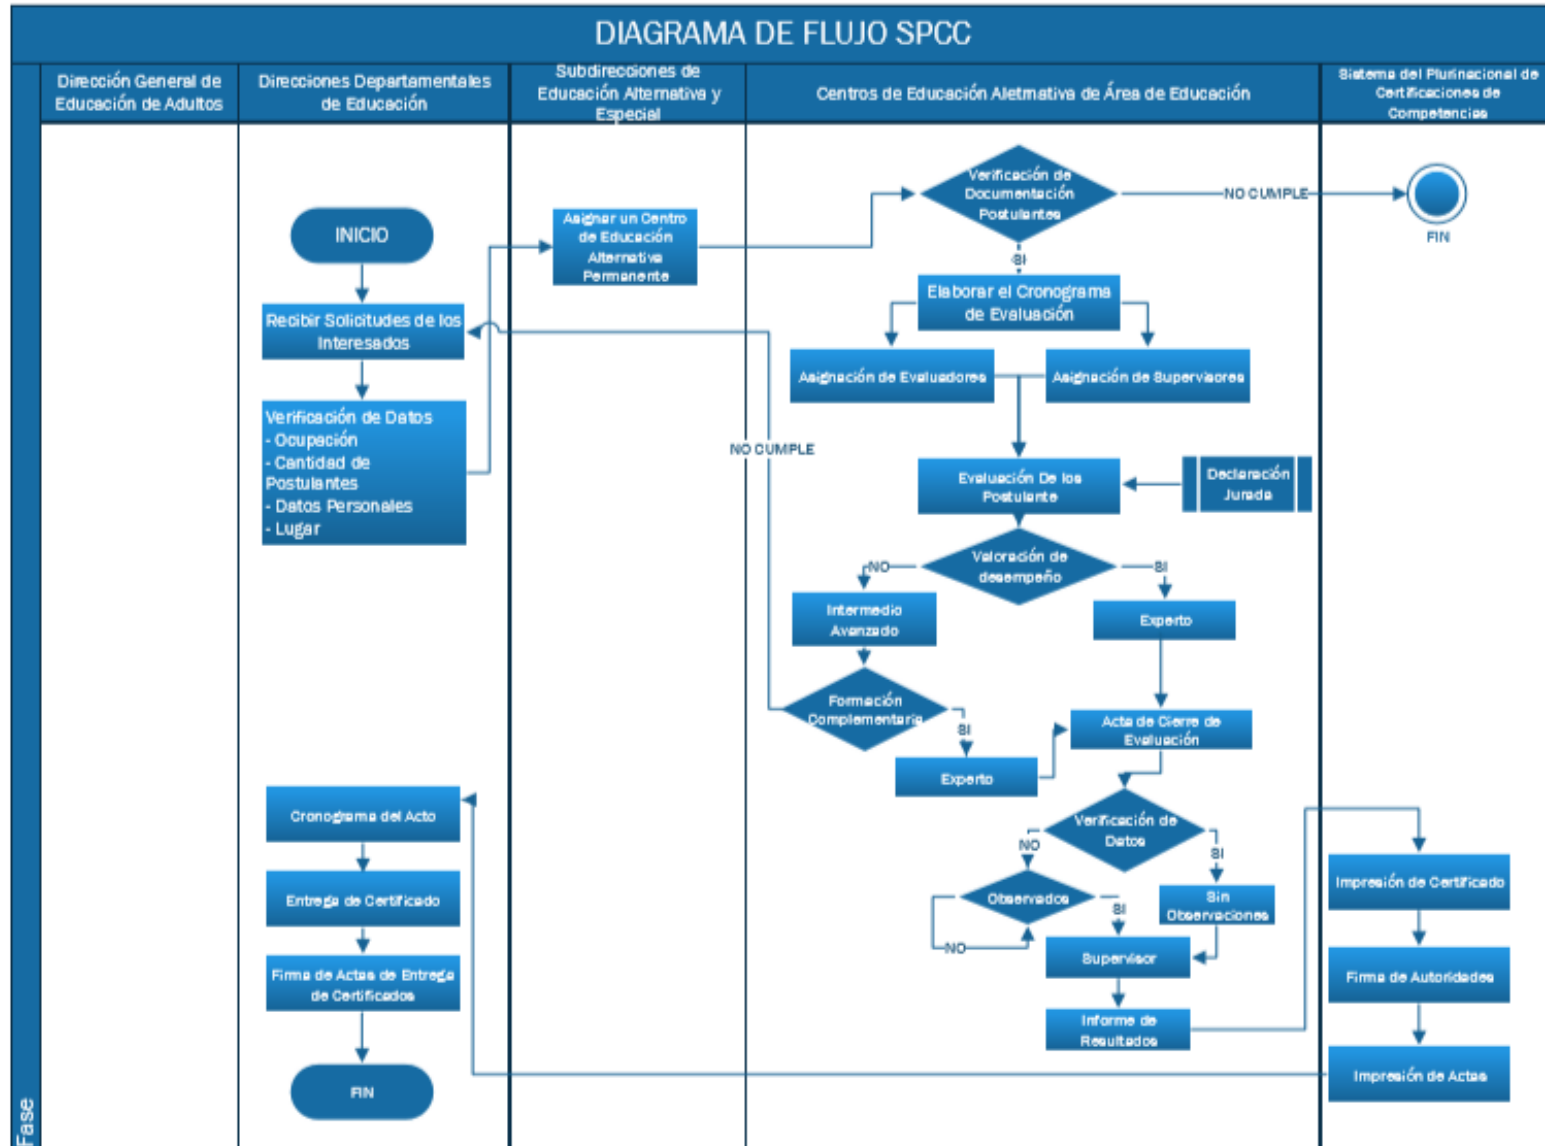 DIAGRAMA DE FLUJO SPCC
Dirección General de
Educación de Adultos
Direcciones Departamentales
de Educación
Subdirecciones de
Educación Alternativa y
Especial
Centros de Educación Aletrnativa de Área de Educación
Sistema del Plurinacional de
Certificaciones de
Competencias
Fase
INICIO
Recibir Solicitudes de los
Interesados
Verificación de Datos
- Ocupación
- Cantidad de
Postulantes
- Datos Personales
- Lugar
Asignar un Centro
de Educación
Alternativa
Permanente
Verificación de
Documentación
Postulantes
NO CUMPLE
FIN
SI
Elaborar el Cronograma
de Evaluación
Asignación de Evaluadores
Asignación de Supervisores
NO CUMPLE
Evaluación De los
Postulante
Declaración
Jurada
Valoración de
desempeño
NO
SI
Intermedio
Avanzado
Experto
Formación
Complementaria
SI
Experto
Acta de Cierre de
Evaluación
Verificación de
Datos
NO
SI
Observados
NO
SI
Sin
Observaciones
Supervisor
Informe de
Resultados
Impresión de Certificado
Firma de Autoridades
Impresión de Actas
Cronograma del Acto
Entrega de Certificado
Firma de Actas de Entrega
de Certificados
FIN